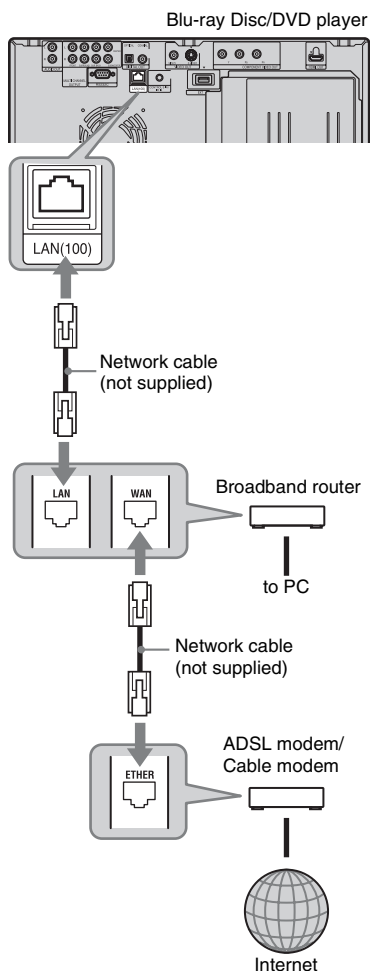 Blu-ray Disc/DVD player
LAN(100)
Network cable
(not supplied)
LAN
WAN
Broadband router
to PC
Network cable
(not supplied)
ADSL modem/
Cable modem
ETHER
Internet